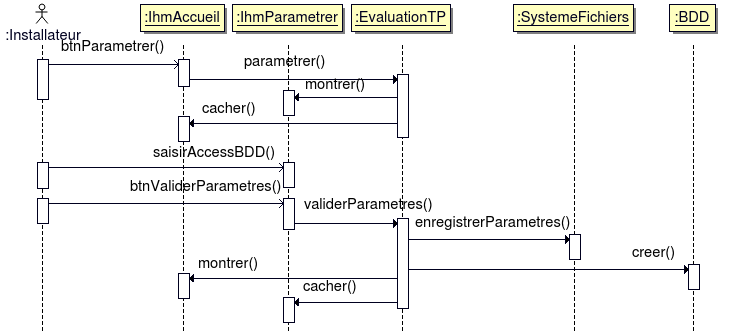 :IhmAccueil :IhmParametrer :EvaluationTP :SystemeFichiers :BDD
:Installateur
btnParametrer()
parametrer()
montrer()
cacher()
saisirAccessBDD()
btnValiderParametres()
validerParametres()
enregistrerParametres()
creer()
montrer()
cacher()